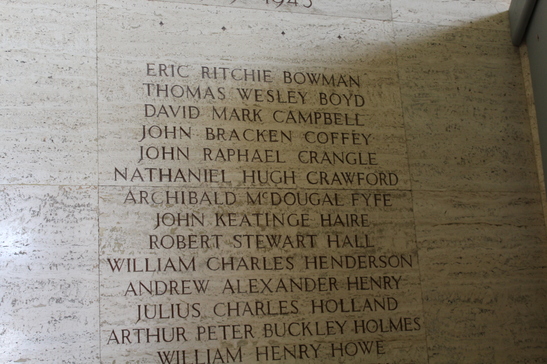 1945
ERIC RITCHIE BOWMAN
THOMAS WESLEY BOYD
DAVID MARK CAMPBELL
JOHN BRACKEN COFFEY
JOHN RAPHAEL CRANGLE
NATHANIEL HUGH CRAWFORD
ARCHIBALD McDOUGAL FYFE
JOHN KEATINGE HAIRE
ROBERT STEWART HALL
WILLIAM CHARLES HENDERSON
ANDREW ALEXANDER HENRY
JULIUS CHARLES HOLLAND
ARTHUR PETER BUCKLEY HOLMES
WILLIAM HENRY HOWE